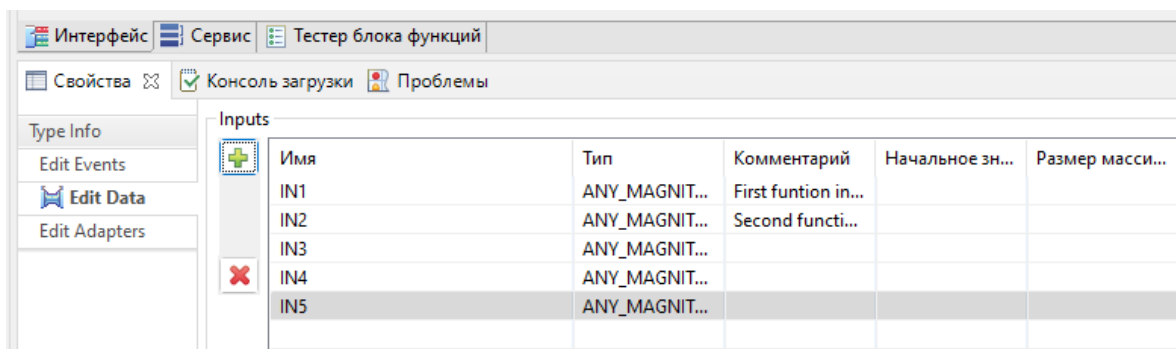 Интерфейс Сервис Тестер блока функций
Свойства Консоль загрузки Проблемы
Type Info
Edit Events
Edit Data
Edit Adapters
Inputs
Имя Тип Комментарий Начальное зн... Размер масси...
IN1 ANY_MAGNIT... First funtion in...
IN2 ANY_MAGNIT... Second functi...
IN3 ANY_MAGNIT...
IN4 ANY_MAGNIT...
IN5 ANY_MAGNIT...